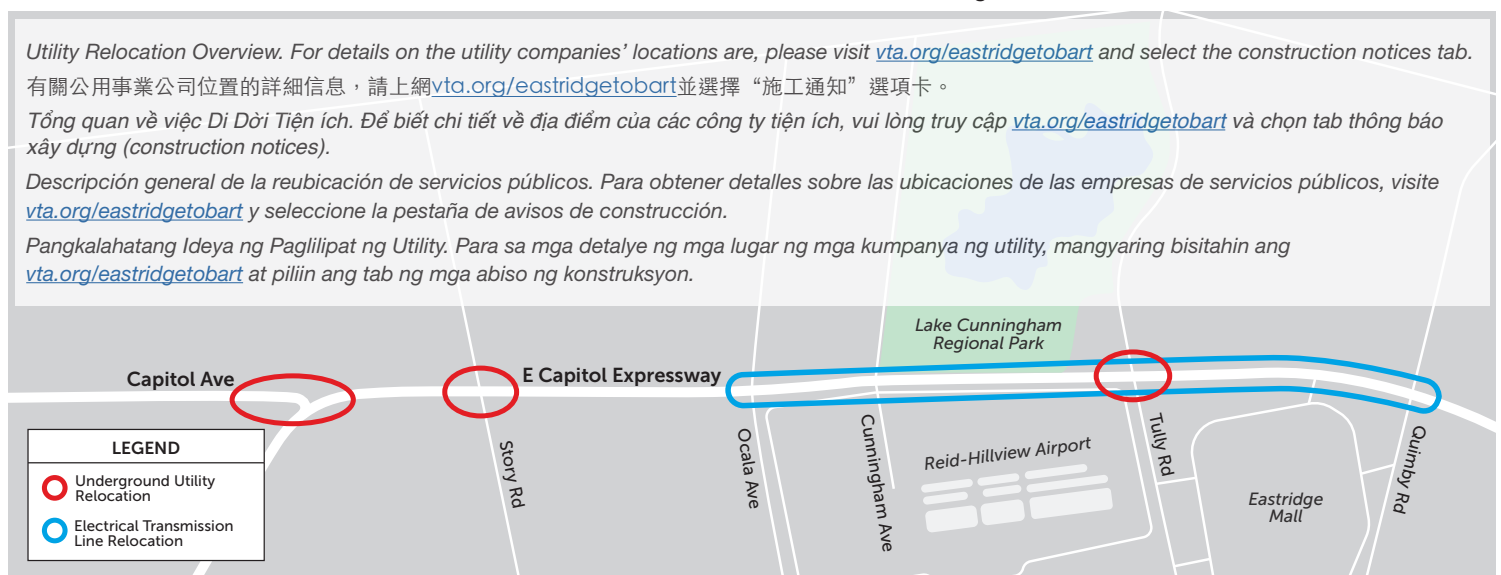 Utility Relocation Overview. For details on the utility companies’ locations are, please visit vta.org/eastridgetobart and select the construction notices tab.
有關公用事業公司位置的詳細信息，請上網vta.org/eastridgetobart並選擇“施工通知”選項卡。
Tổng quan về việc Di Dời Tiện ích. Để biết chi tiết về địa điểm của các công ty tiện ích, vui lòng truy cập vta.org/eastridgetobart và chọn tab thông báo
xây dựng (construction notices).
Descripción general de la reubicación de servicios públicos. Para obtener detalles sobre las ubicaciones de las empresas de servicios públicos, visite
vta.org/eastridgetobart y seleccione la pestaña de avisos de construcción.
Pangkalahatang Ideya ng Paglilipat ng Utility. Para sa mga detalye ng mga lugar ng mga kumpanya ng utility, mangyaring bisitahin ang
vta.org/eastridgetobart at piliin ang tab ng mga abiso ng konstruksyon.
Lake Cunningham
Regional Park
Capitol Ave
E Capitol Expressway
Story Rd
Ocala Ave
Cunningham Ave
Reid-Hillview Airport
Tully Rd
Eastridge
Mall
Quimby Rd
LEGEND
Underground Utility
Relocation
Electrical Transmission
Line Relocation